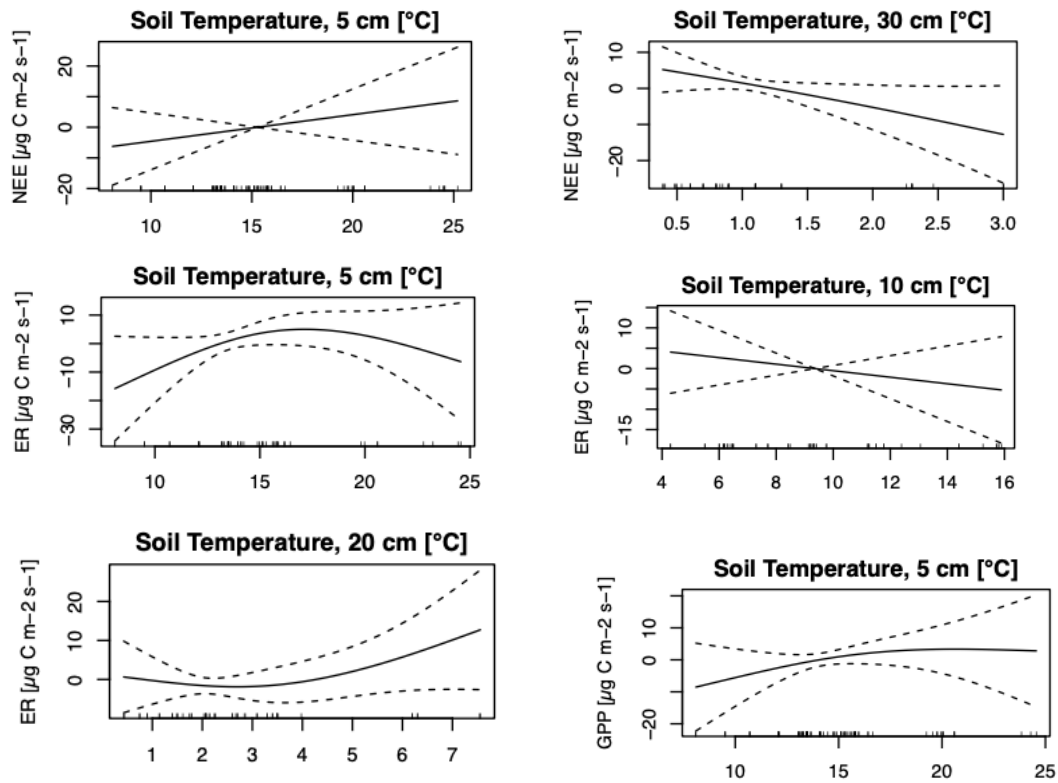 Soil Temperature, 5 cm [°C]
NEE [µg C m−2 s−1]
20
0
−20
10 15 20 25
Soil Temperature, 30 cm [°C]
NEE [µg C m−2 s−1]
10
0
−20
0.5 1.0 1.5 2.0 2.5 3.0
Soil Temperature, 5 cm [°C]
ER [µg C m−2 s−1]
10
−10
−30
10 15 20 25
Soil Temperature, 10 cm [°C]
ER [µg C m−2 s−1]
10
0
−15
4 6 8 10 12 14 16
Soil Temperature, 20 cm [°C]
ER [µg C m−2 s−1]
20
10
0
1 2 3 4 5 6 7
Soil Temperature, 5 cm [°C]
GPP [µg C m−2 s−1]
10
0
−20
10 15 20 25